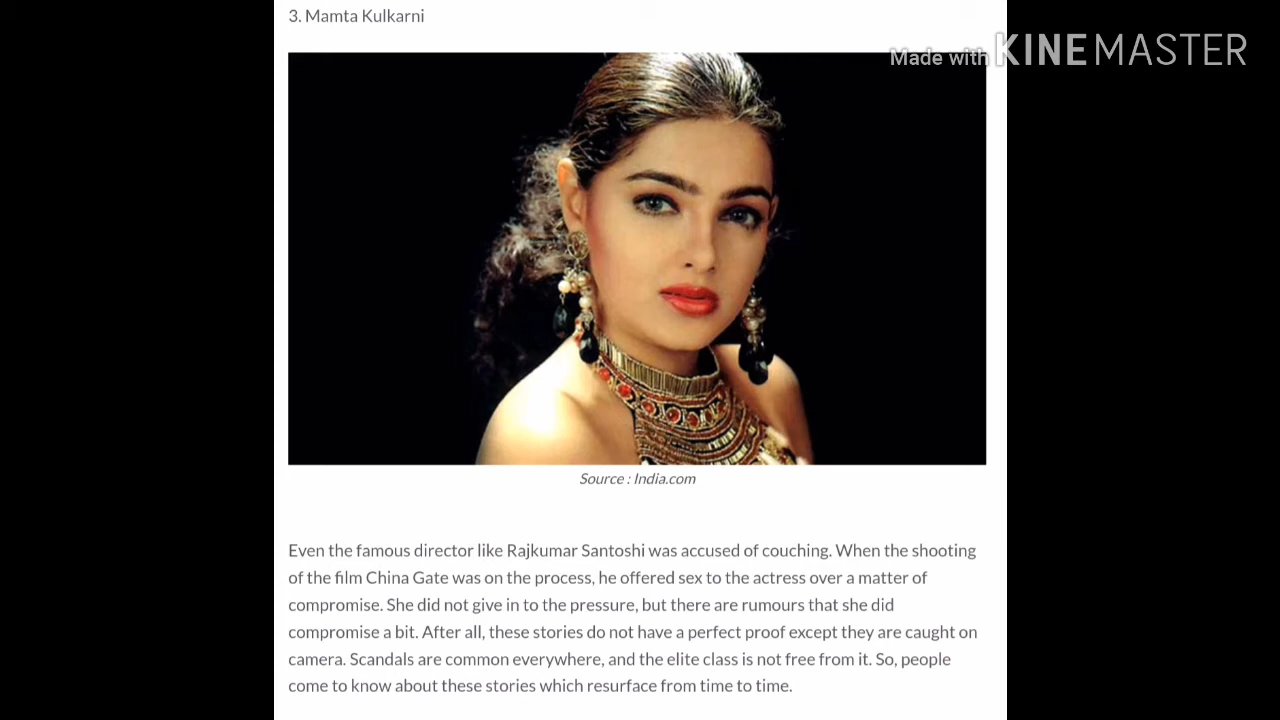 3. Mamta Kulkarni
Made with KINEMASTER
Source : India.com
Even the famous director like Rajkumar Santoshi was accused of couching. When the shooting
of the film China Gate was on the process, he offered sex to the actress over a matter of
compromise. She did not give in to the pressure, but there are rumours that she did
compromise a bit. After all, these stories do not have a perfect proof except they are caught on
camera. Scandals are common everywhere, and the elite class is not free from it. So, people
come to know about these stories which resurface from time to time.